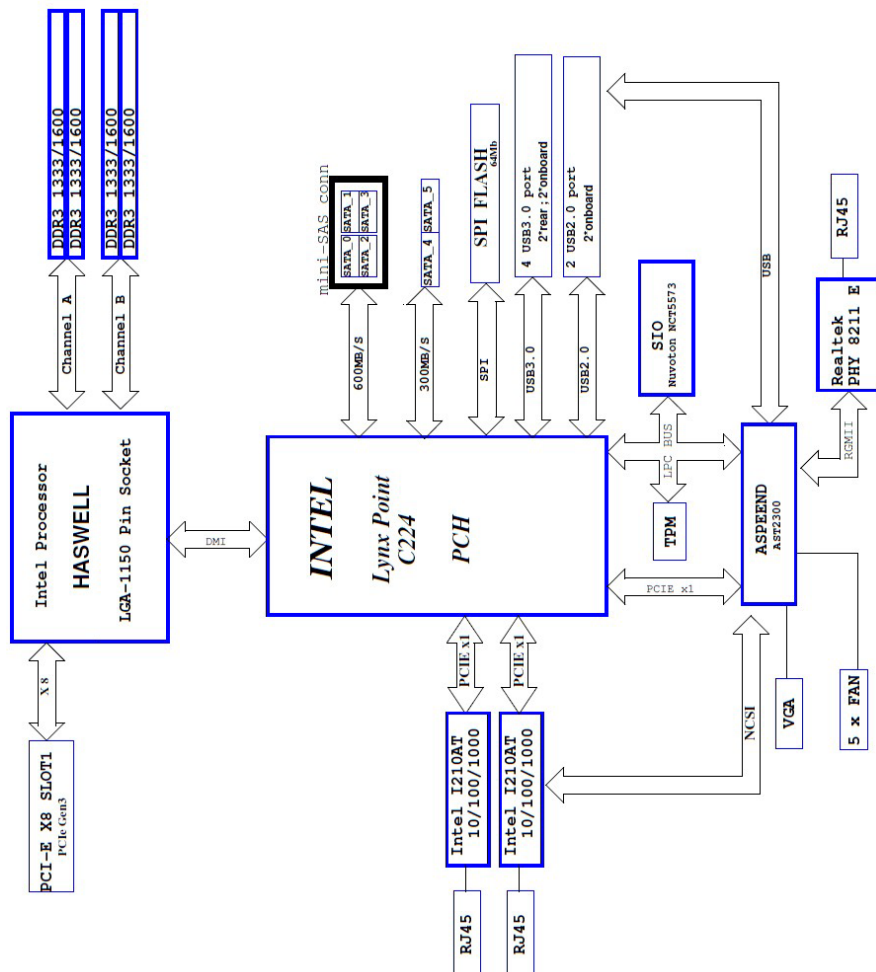 DDR3 1333/1600
DDR3 1333/1600
DDR3 1333/1600
DDR3 1333/1600
Channel A
Channel B
Intel Processor
HASWELL
LGA-1150 Pin Socket
X8
PCI-E X8 SLOT1
PCIe Gen3
DMI
mini-SAS conn
SATA_0
SATA_1
SATA_2
SATA_3
600MB/S
SATA_4
SATA_5
300MB/S
SPI FLASH
64Mb
SPI
4 USB3.0 port
2*rear ; 2*onboard
USB3.0
2 USB2.0 port
2*onboard
USB2.0
INTEL
Lynx Point
C224
PCH
PCIE x1
PCIE x1
Intel I210AT
10/100/1000
Intel I210AT
10/100/1000
RJ45
RJ45
SIO
Nuvoton NCT5573
LPC BUS
TPM
PCIE x1
USB
ASPEEND
AST2300
NCSI
VGA
5 x FAN
RGMII
Realtek
PHY 8211 E
RJ45